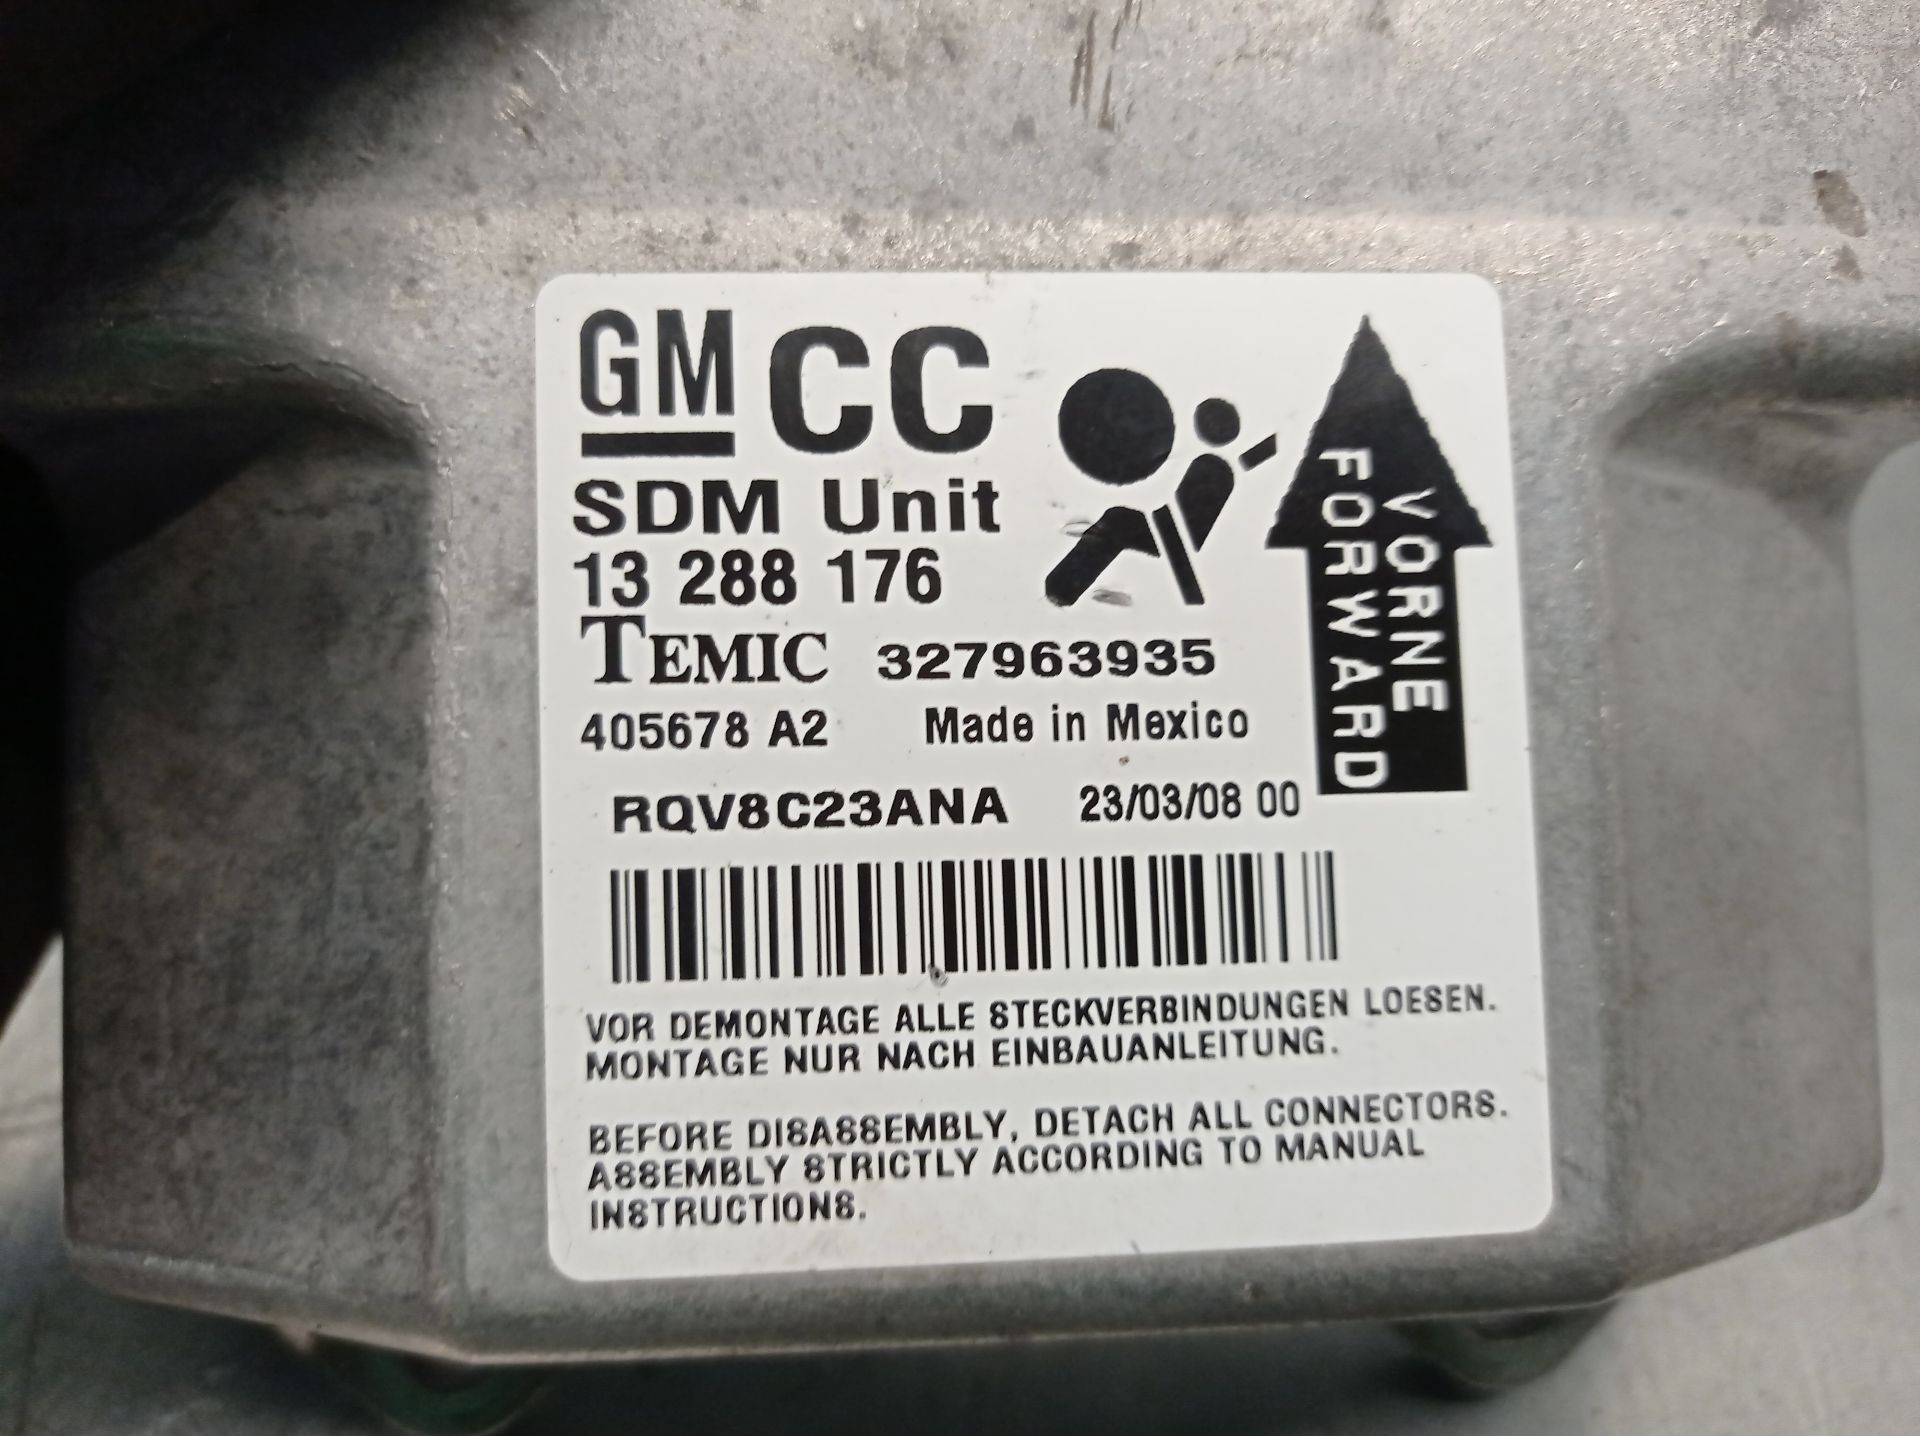 GM CC
SDM Unit
13 288 176
TEMIC 327963935
405678 A2 Made in Mexico
RQV8C23ANA 23/03/08 00
VORNE
FORWARD
VOR DEMONTAGE ALLE STECKVERBINDUNGEN LOESEN.
MONTAGE NUR NACH EINBAUANLEITUNG.
BEFORE DISASSEMBLY, DETACH ALL CONNECTORS.
ASSEMBLY STRICTLY ACCORDING TO MANUAL
INSTRUCTIONS.